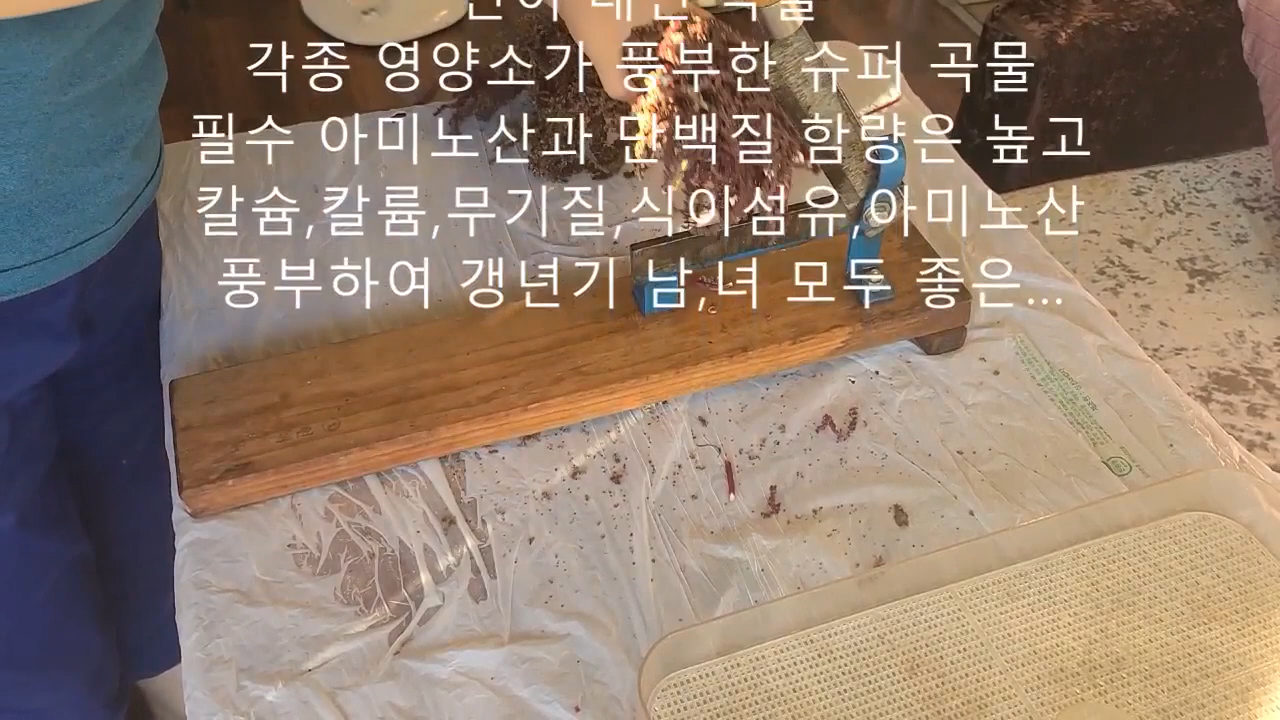 각종 영양소가 풍부한 슈퍼 곡물
필수 아미노산과 단백질 함량은 높고
칼슘,칼륨,무기질,식이섬유,아미노산
풍부하여 갱년기 남,녀 모두 좋은...